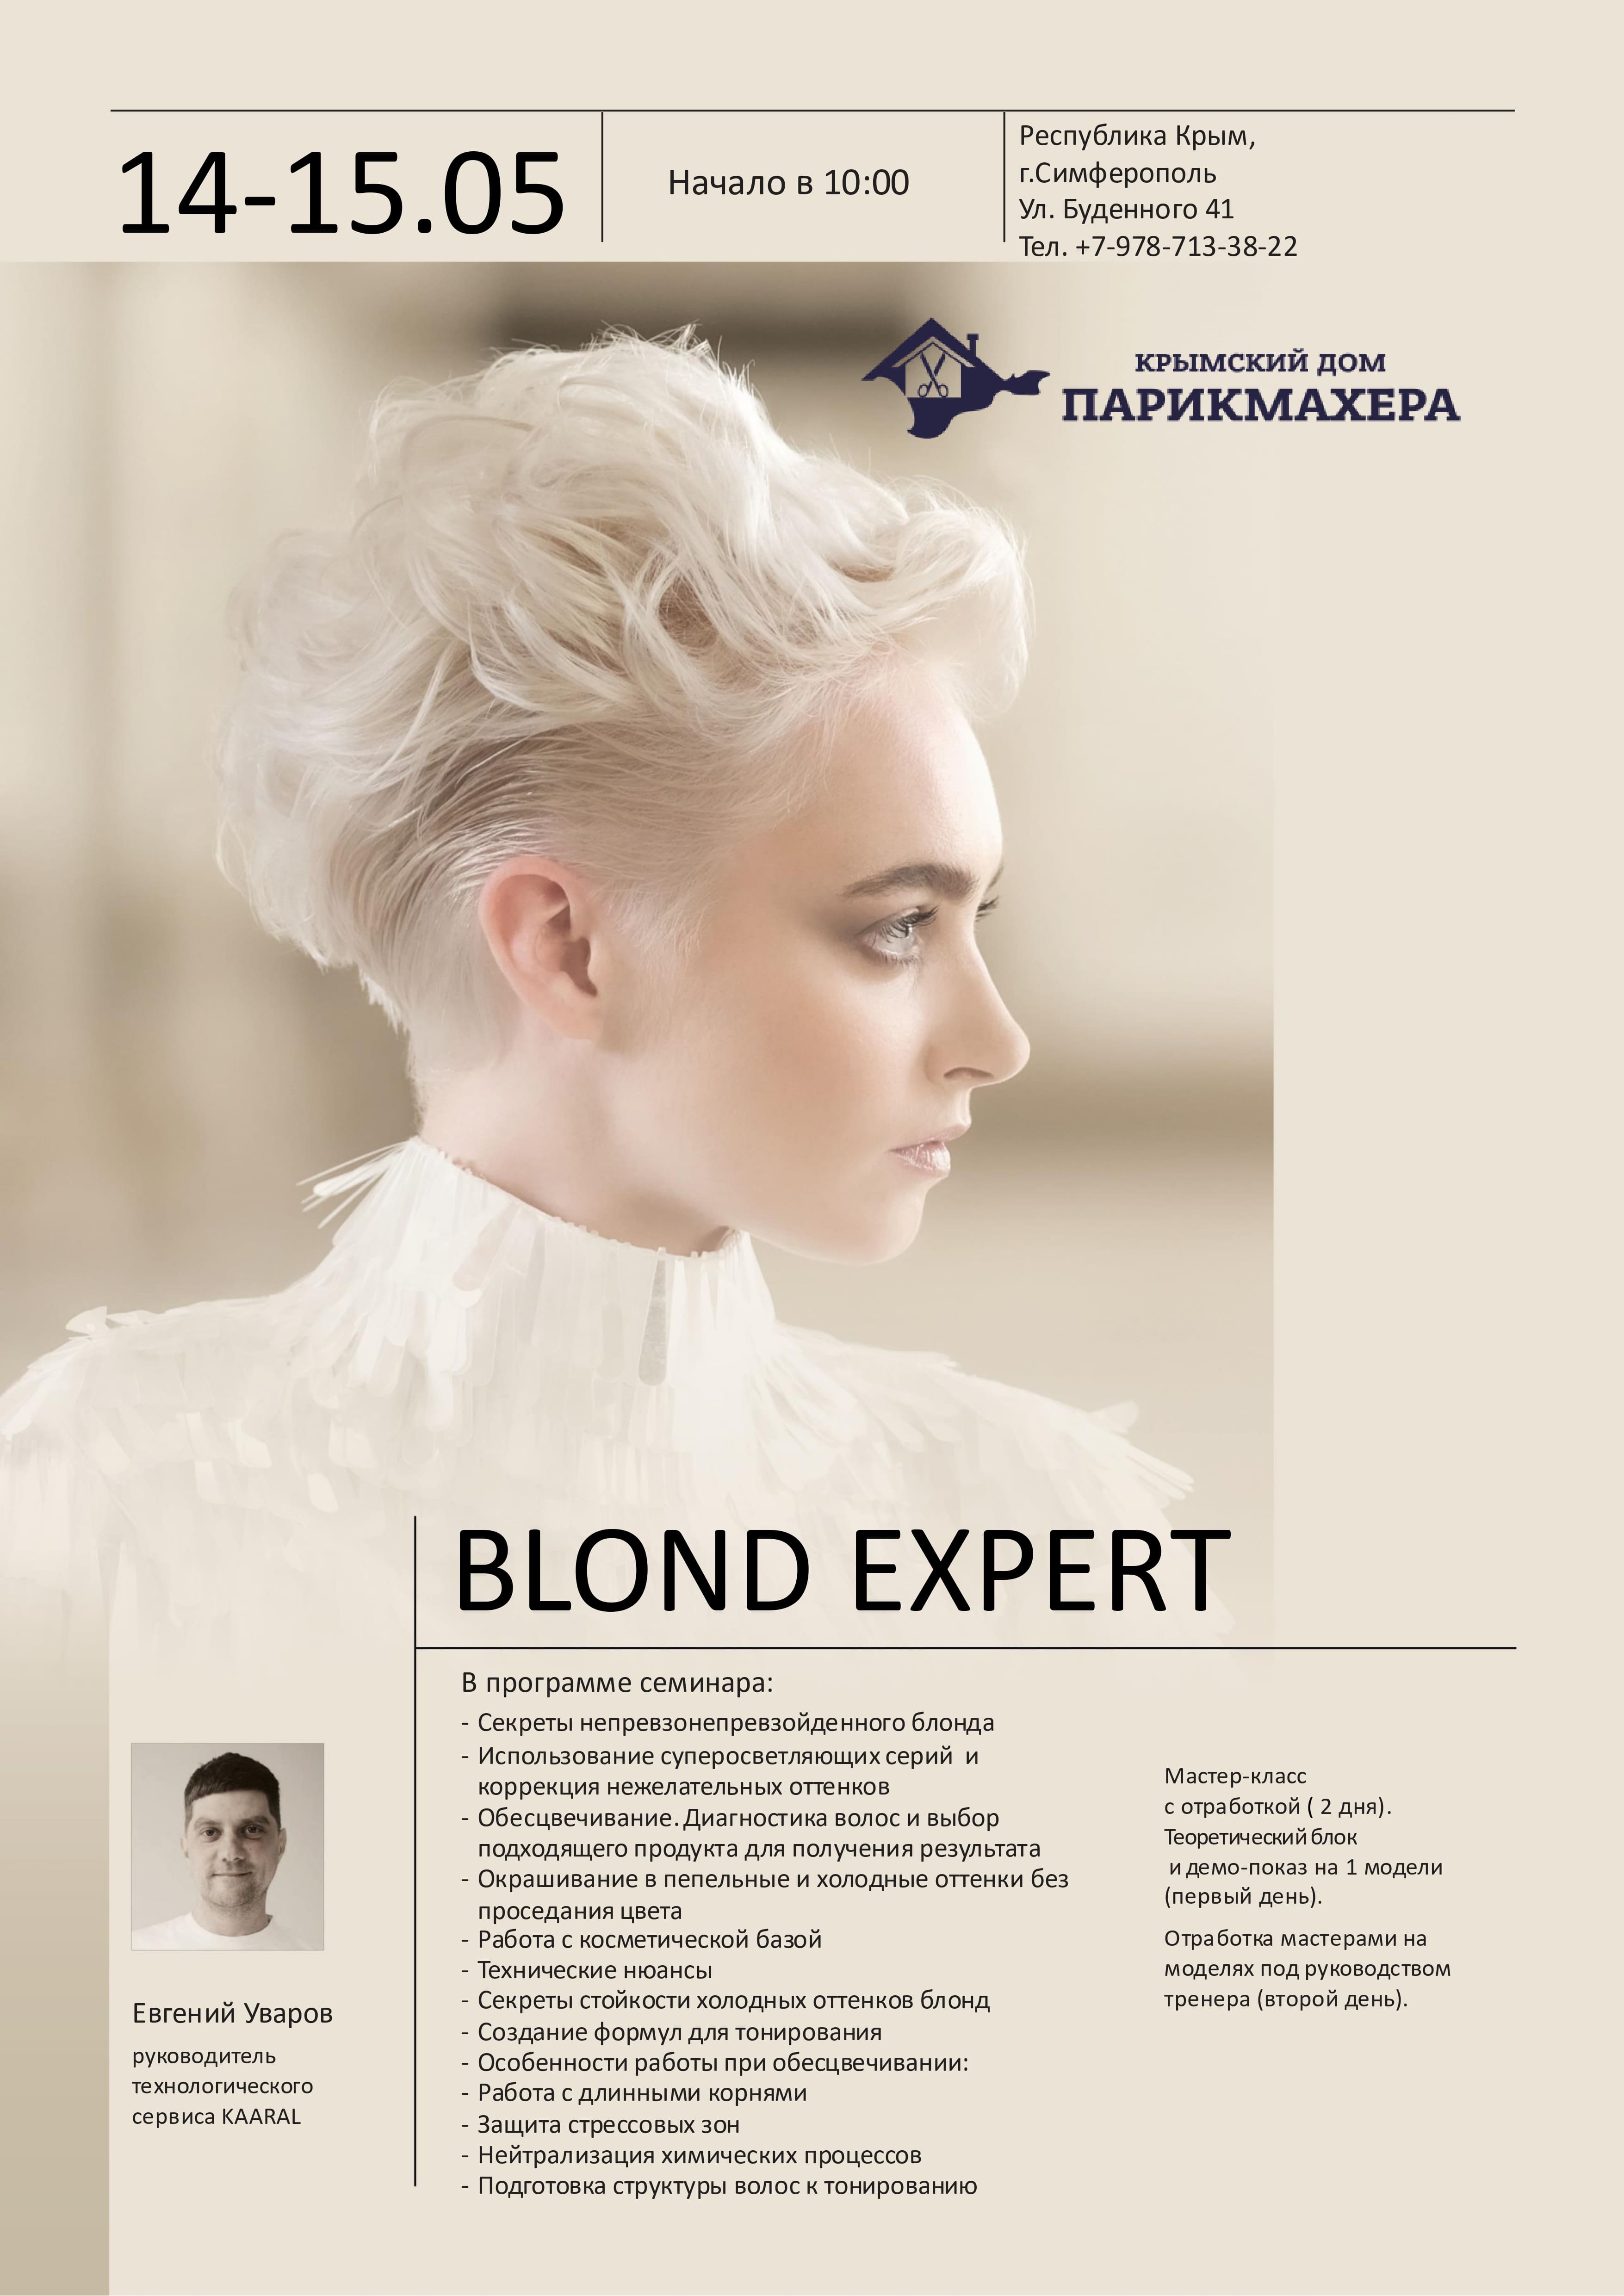 14-15.05
Начало в 10:00
Республика Крым,
г.Симферополь
Ул. Буденного 41
Тел. +7-978-713-38-22
КРЫМСКИЙ ДОМ
ПАРИКМАХЕРА
BLOND EXPERT
В программе семинара:
- Секреты непревзонепревзойденного блонда
- Использование суперосветляющих серий и
коррекция нежелательных оттенков
- Обесцвечивание. Диагностика волос и выбор
подходящего продукта для получения результата
- Окрашивание в пепельные и холодные оттенки без
проседания цвета
- Работа с косметической базой
- Технические нюансы
- Секреты стойкости холодных оттенков блонд
- Создание формул для тонирования
- Особенности работы при обесцвечивании:
- Работа с длинными корнями
- Защита стрессовых зон
- Нейтрализация химических процессов
- Подготовка структуры волос к тонированию
Мастер-класс
с отработкой ( 2 дня).
Теоретический блок
и демо-показ на 1 модели
(первый день).
Отработка мастерами на
моделях под руководством
тренера (второй день).
Евгений Уваров
руководитель
технологического
сервиса KAARAL